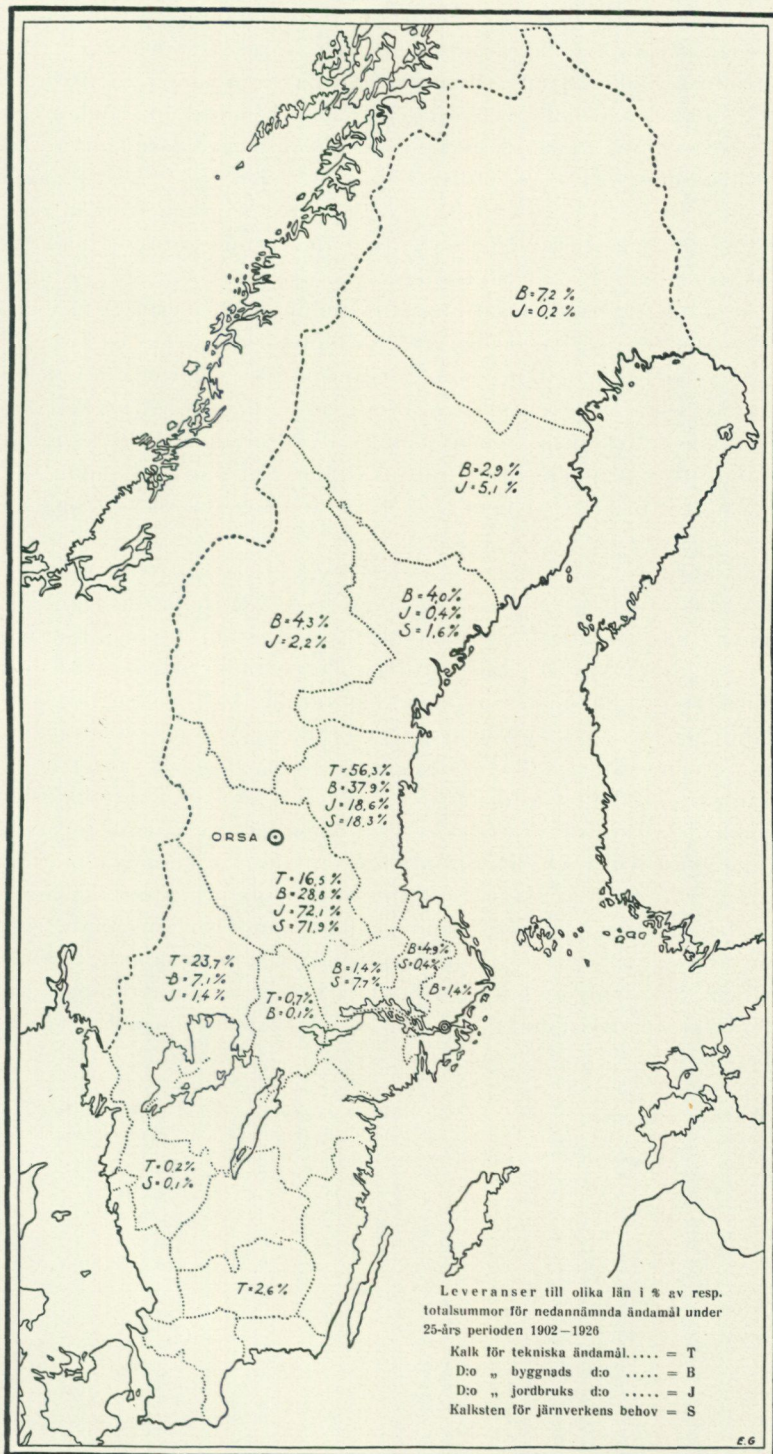 B=7,2 %
J=0,2 %
B=2,9 %
J=5,1 %
B=4,0%
J=0,4%
S=1,6%
B=4,3%
J=2,2%
T=56,3%
B=37,9%
J=18,6%
S=18,3%
ORSA
T=16,5 %
B=28,8 %
J=72,1 %
S=71,9%
T=23,7%
B=7,1 %
J=1,4%
T=0,7%
B=0,1%
B=1,4%
S=7,7%
B=4,9%
S=0,4%
B=1,4%
T=0,2%
S=0,1%
T=2,6%
Leveranser till olika län i % av resp.
totalsummor för nedannämnda ändamål under
25-års perioden 1902—1926
Kalk för tekniska ändamål..... = T
D:o „ byggnads d:o ..... = B
D:o „ jordbruks d:o ..... = J
Kalksten för järnverkens behov = S
E.G